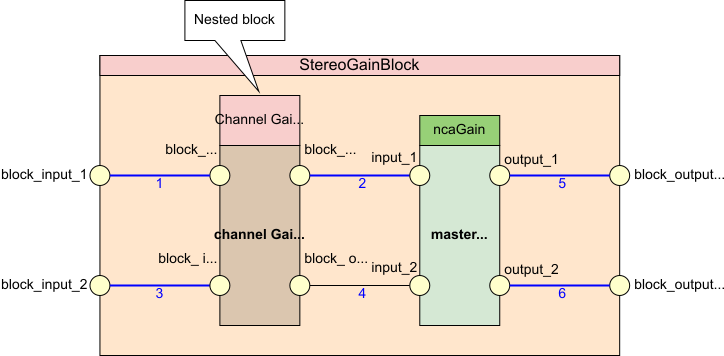 Nested block
StereoGainBlock
Channel Gai...
ncaGain
block_...
block_...
input_1
output_1
block_input_1
1
2
5
block_output...
channel Gai...
master...
block_ i...
block_ o...
input_2
output_2
block_input_2
3
4
6
block_output...